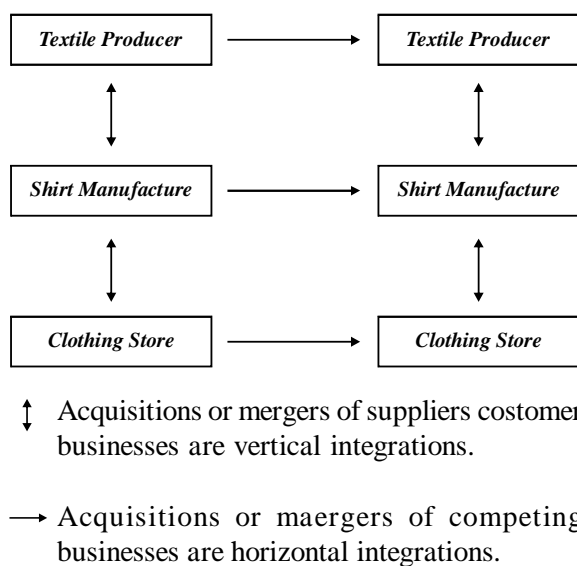 Textile Producer Textile Producer
Shirt Manufacture Shirt Manufacture
Clothing Store Clothing Store
Acquisitions or mergers of suppliers costomer
businesses are vertical integrations.
Acquisitions or maergers of competing
businesses are horizontal integrations.